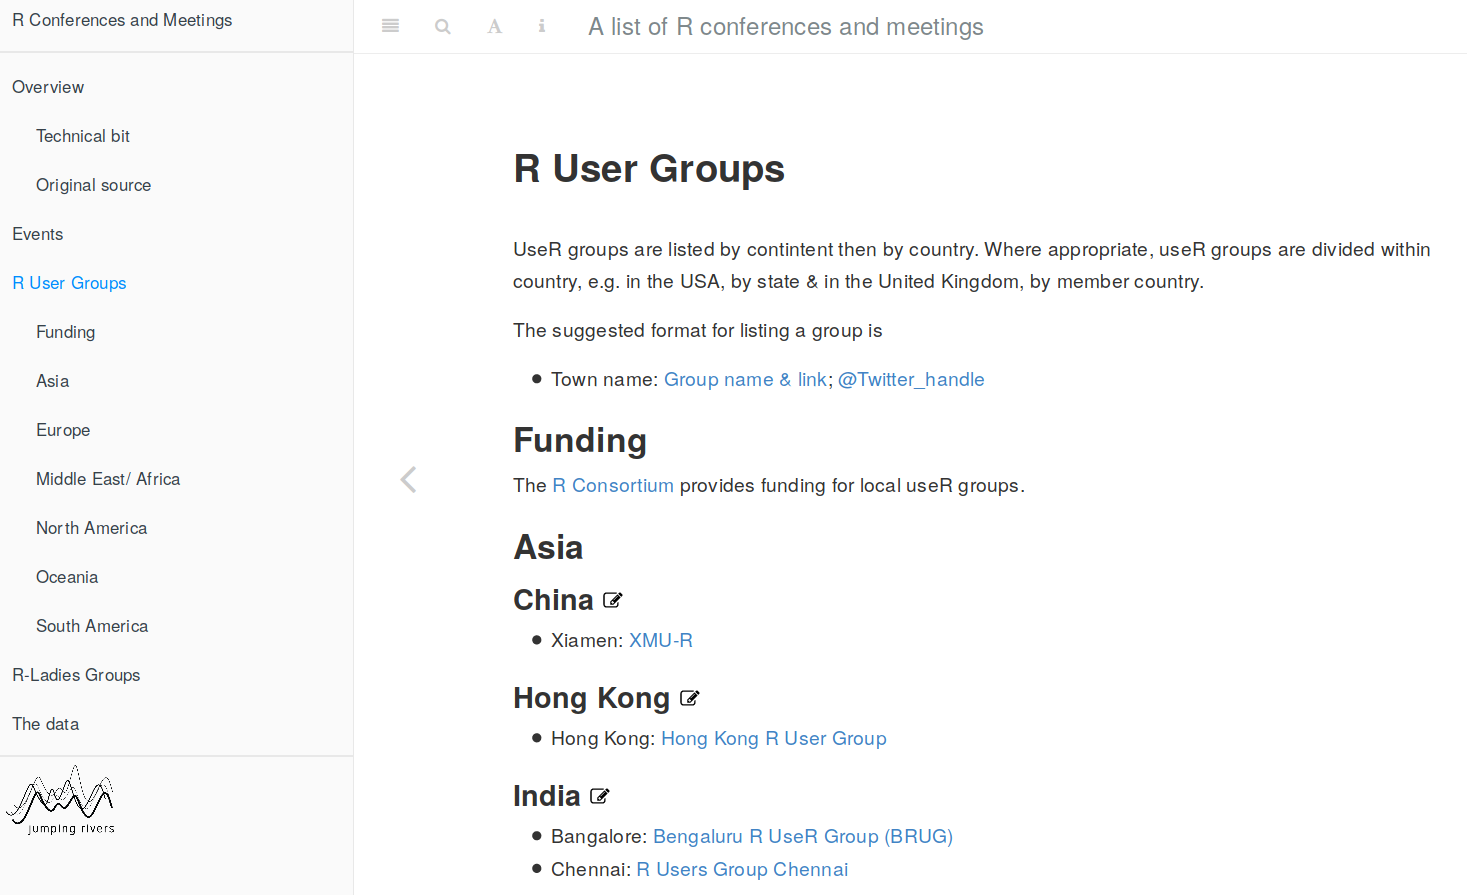 R Conferences and Meetings
Overview
Technical bit
Original source
Events
R User Groups
Funding
Asia
Europe
Middle East/ Africa
North America
Oceania
South America
R-Ladies Groups
The data
jumping rivers
A list of R conferences and meetings
R User Groups
UseR groups are listed by contintent then by country. Where appropriate, useR groups are divided within
country, e.g. in the USA, by state & in the United Kingdom, by member country.
The suggested format for listing a group is
Town name: Group name & link; @Twitter_handle
Funding
The R Consortium provides funding for local useR groups.
Asia
China
Xiamen: XMU-R
Hong Kong
Hong Kong: Hong Kong R User Group
India
Bangalore: Bengaluru R UseR Group (BRUG)
Chennai: R Users Group Chennai